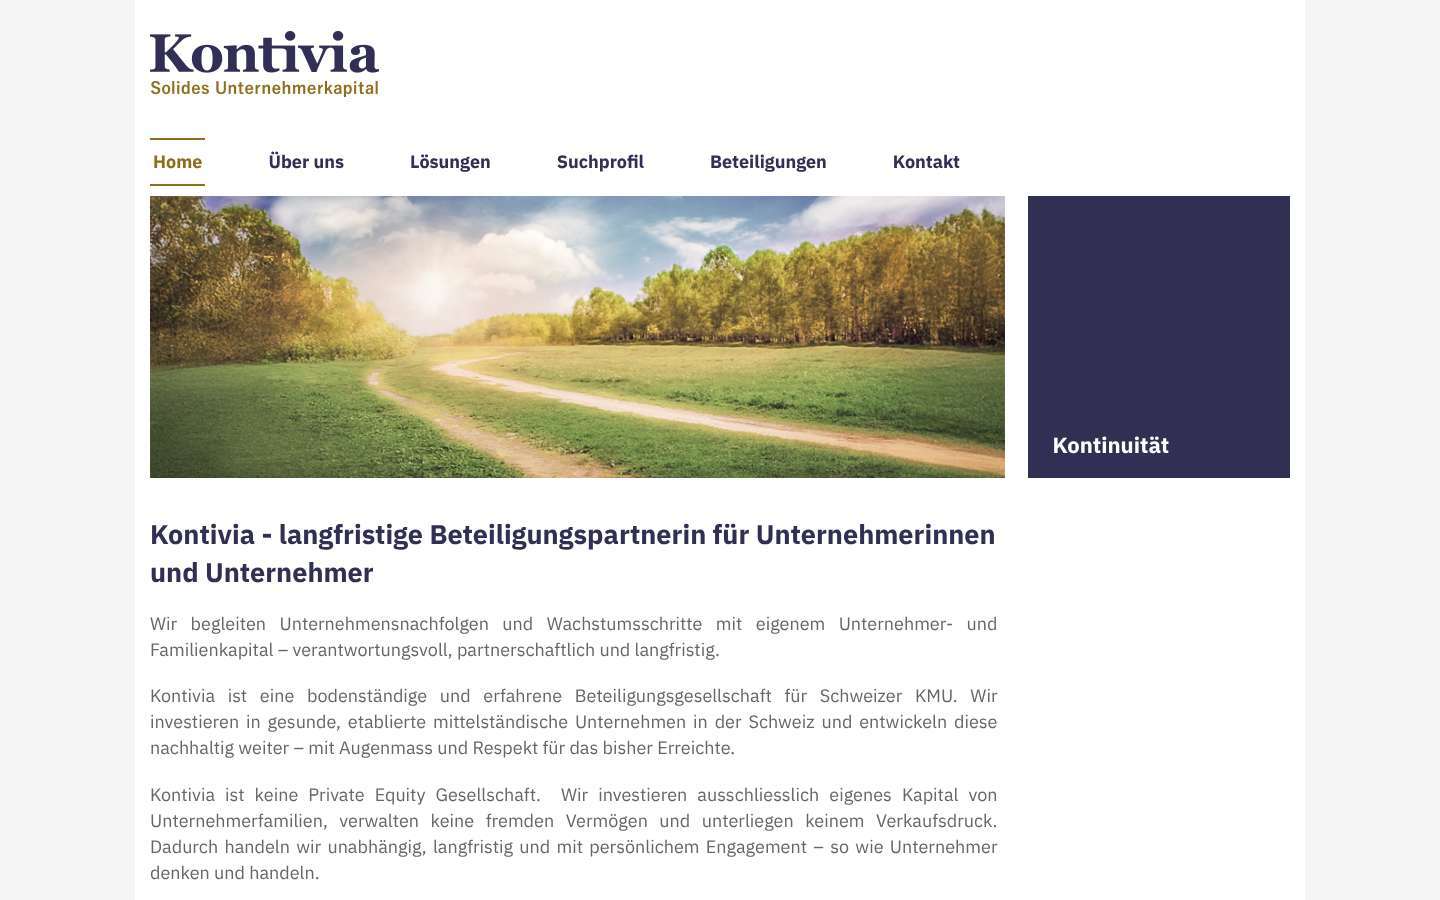 Kontivia
Solides Unternehmerkapital
Home Über uns Lösungen Suchprofil Beteiligungen Kontakt
Kontinuität
Kontivia - langfristige Beteiligungspartnerin für Unternehmerinnen
und Unternehmer
Wir begleiten Unternehmensnachfolgen und Wachstumsschritte mit eigenem Unternehmer- und
Familienkapital – verantwortungsvoll, partnerschaftlich und langfristig.
Kontivia ist eine bodenständige und erfahrene Beteiligungsgesellschaft für Schweizer KMU. Wir
investieren in gesunde, etablierte mittelständische Unternehmen in der Schweiz und entwickeln diese
nachhaltig weiter – mit Augenmass und Respekt für das bisher Erreichte.
Kontivia ist keine Private Equity Gesellschaft. Wir investieren ausschliesslich eigenes Kapital von
Unternehmerfamilien, verwalten keine fremden Vermögen und unterliegen keinem Verkaufsdruck.
Dadurch handeln wir unabhängig, langfristig und mit persönlichem Engagement – so wie Unternehmer
denken und handeln.